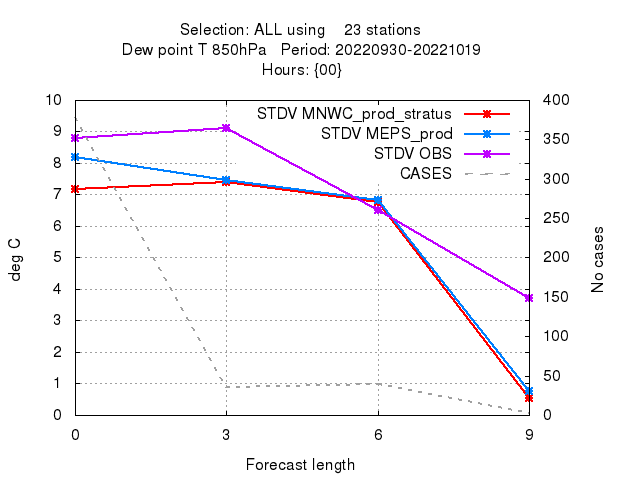 Selection: ALL using    23 stations
Dew point T 850hPa   Period: 20220930-20221019
Hours: {00}
STDV MNWC_prod_stratus
STDV MEPS_prod
STDV OBS
CASES
10
9
8
7
6
5
4
3
2
1
0
400
350
300
250
200
150
100
50
0
deg C
No cases
0
3
6
9
Forecast length